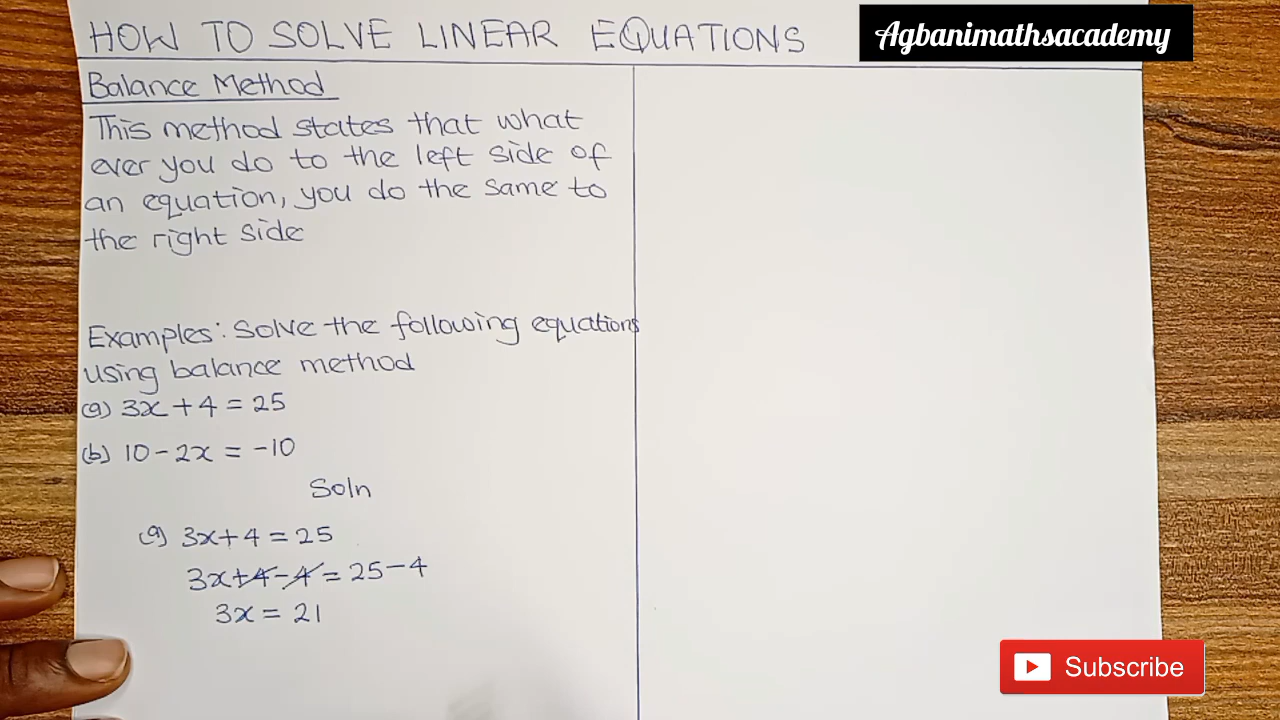 HOW TO SOLVE LINEAR EQUATIONS
Agbanimathsacademy
Balance Method
This method states that what
ever you do to the left side of
an equation, you do the same to
the right side
Examples: Solve the following equations
using balance method
(a) 3x + 4 = 25
(b) 10 - 2x = -10
Soln
(a) 3x + 4 = 25
3x + 4 - 4 = 25 - 4
3x = 21
Subscribe